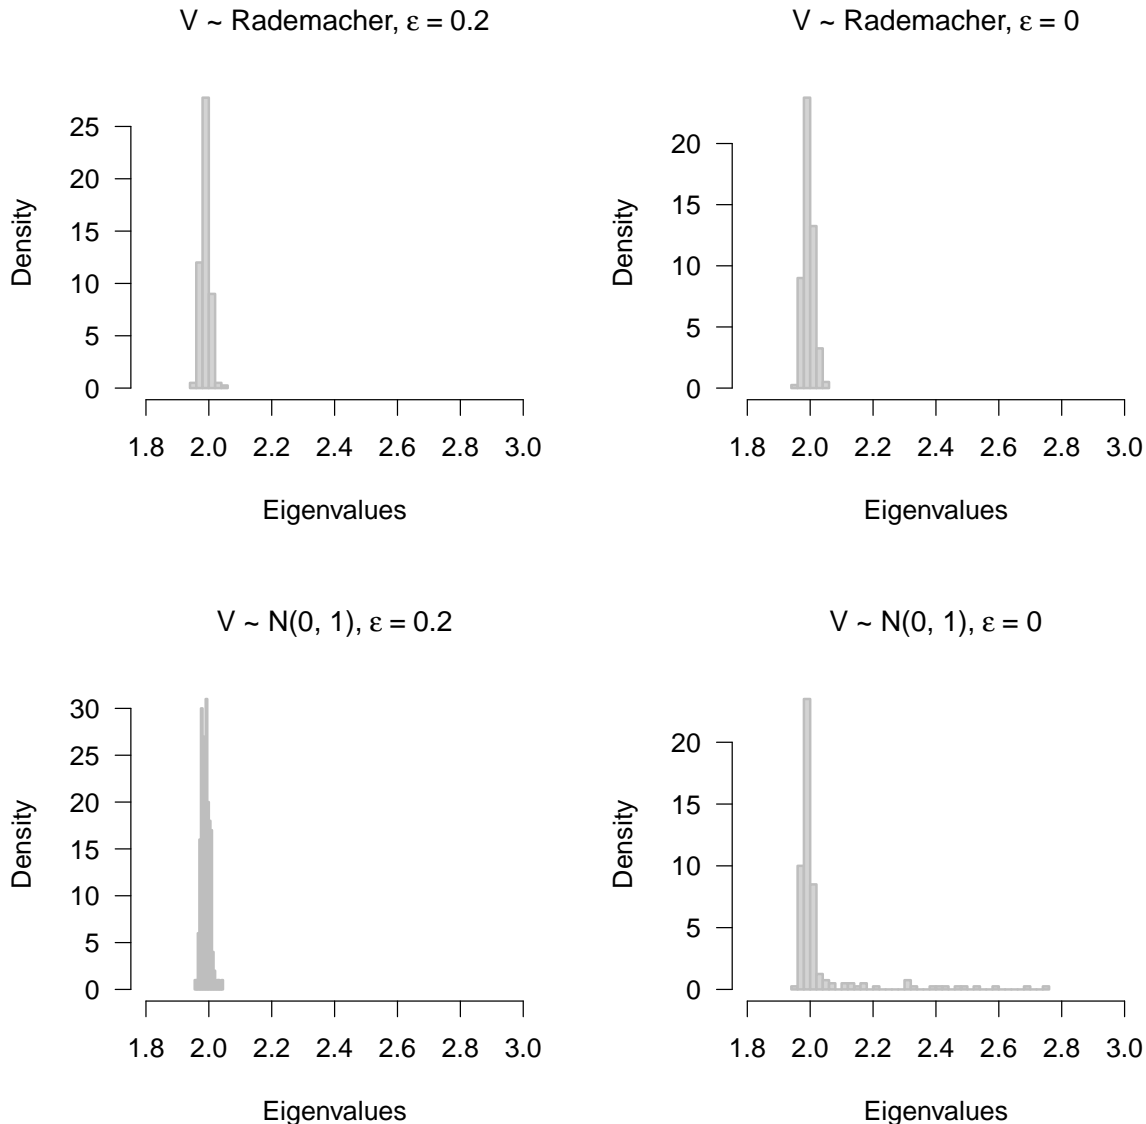 V ~ Rademacher, ε = 0.2
25
20
15
10
5
0
Density
1.8 2.0 2.2 2.4 2.6 2.8 3.0
Eigenvalues
V ~ Rademacher, ε = 0
20
15
10
5
0
Density
1.8 2.0 2.2 2.4 2.6 2.8 3.0
Eigenvalues
V ~ N(0, 1), ε = 0.2
30
25
20
15
10
5
0
Density
1.8 2.0 2.2 2.4 2.6 2.8 3.0
Eigenvalues
V ~ N(0, 1), ε = 0
20
15
10
5
0
Density
1.8 2.0 2.2 2.4 2.6 2.8 3.0
Eigenvalues